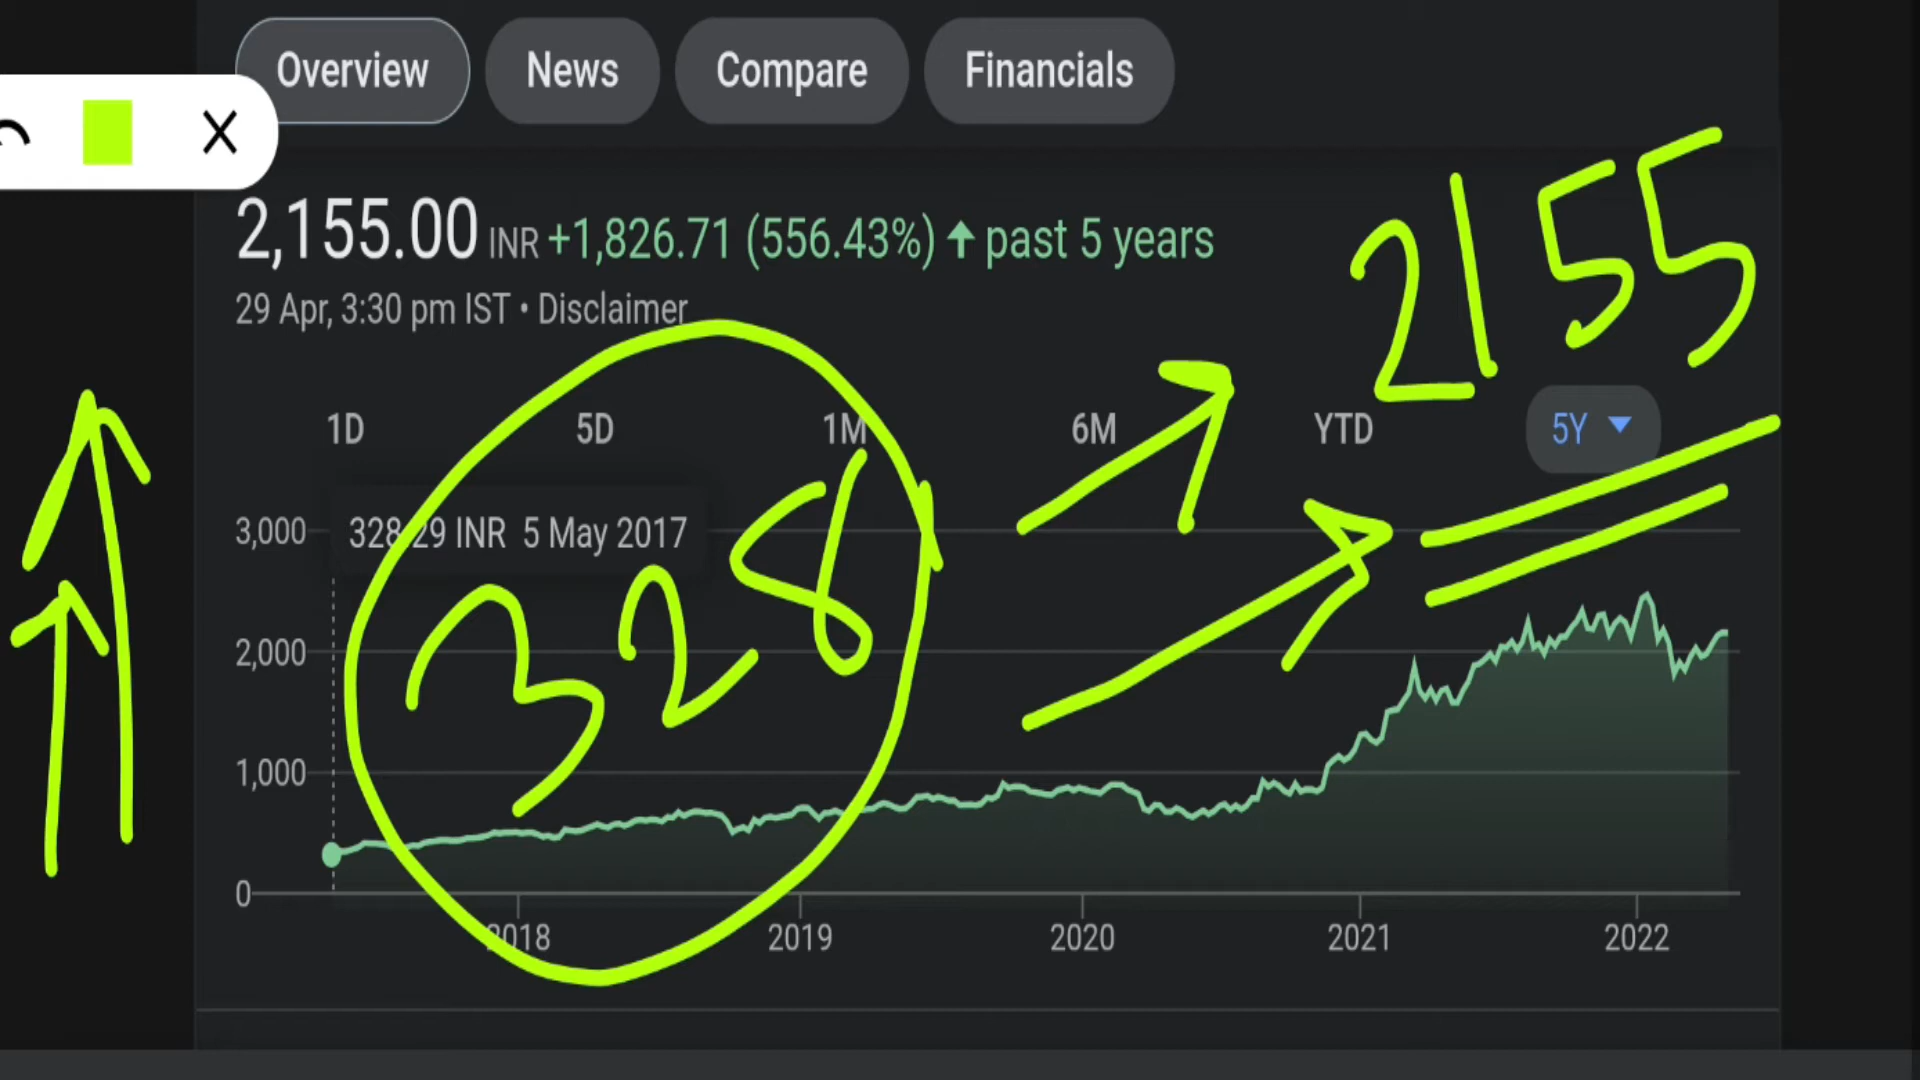 Overview News Compare Financials
X
2,155.00 INR +1,826.71 (556.43%) ↑ past 5 years
2155
29 Apr, 3:30 pm IST • Disclaimer
1D 5D 1M 6M YTD 5Y
328.29 INR 5 May 2017
328
3,000
2,000
1,000
0
2018 2019 2020 2021 2022